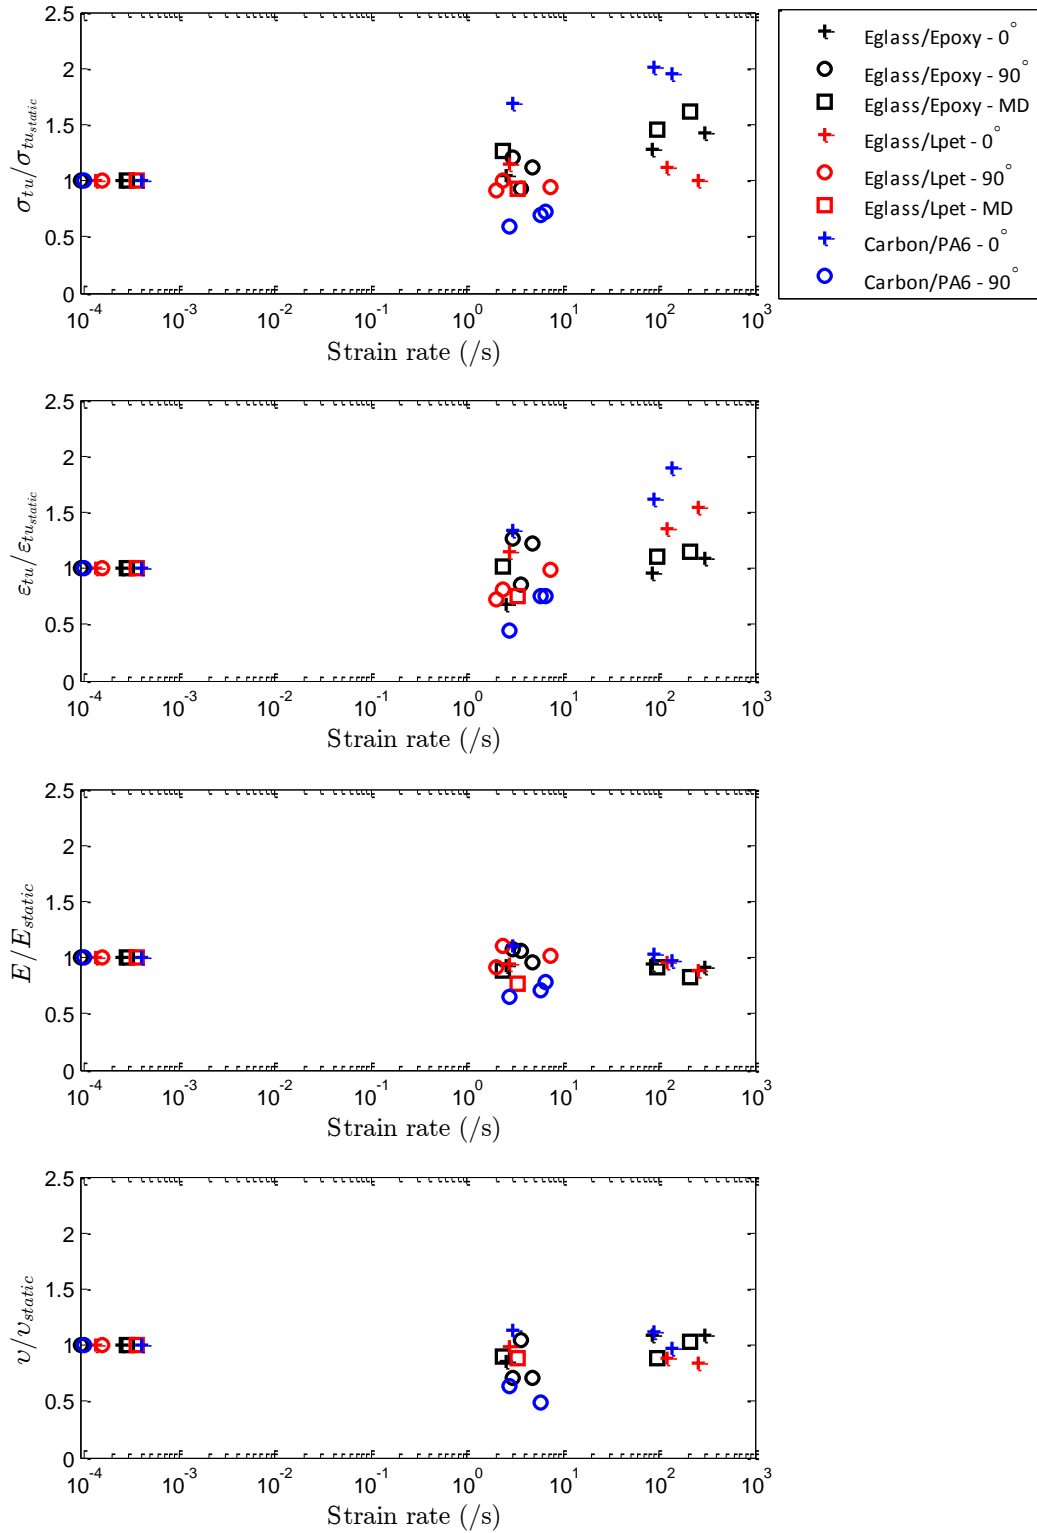 2.5
2
1.5
1
0.5
0
σ_tu/σ_tu_static
10^-4 10^-3 10^-2 10^-1 10^0 10^1 10^2 10^3
Strain rate (/s)
Eglass/Epoxy - 0°
Eglass/Epoxy - 90°
Eglass/Epoxy - MD
Eglass/Lpet - 0°
Eglass/Lpet - 90°
Eglass/Lpet - MD
Carbon/PA6 - 0°
Carbon/PA6 - 90°
2.5
2
1.5
1
0.5
0
ε_tu/ε_tu_static
10^-4 10^-3 10^-2 10^-1 10^0 10^1 10^2 10^3
Strain rate (/s)
2.5
2
1.5
1
0.5
0
E/E_static
10^-4 10^-3 10^-2 10^-1 10^0 10^1 10^2 10^3
Strain rate (/s)
2.5
2
1.5
1
0.5
0
υ/υ_static
10^-4 10^-3 10^-2 10^-1 10^0 10^1 10^2 10^3
Strain rate (/s)